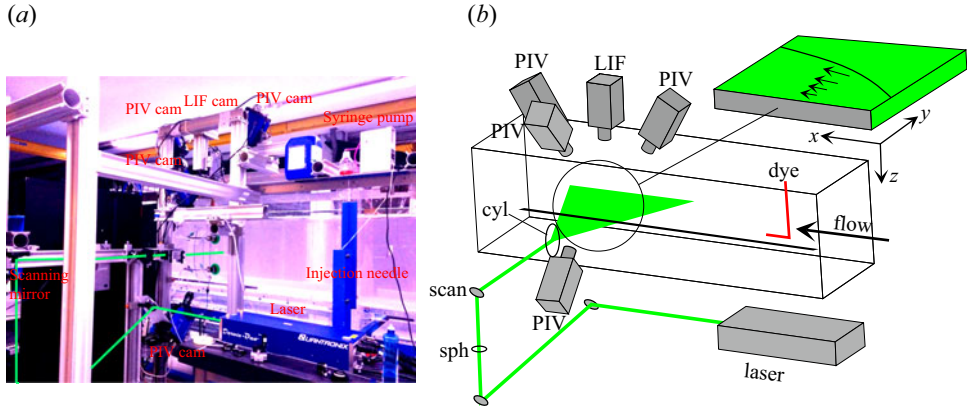 (a)
PIV cam
LIF cam
PIV cam
Syringe pump
PIV cam
Scanning
mirror
Injection needle
Laser
QUANTRONIX
PIV cam
(b)
PIV
LIF
PIV
PIV
x
y
z
dye
cyl
flow
scan
PIV
sph
laser